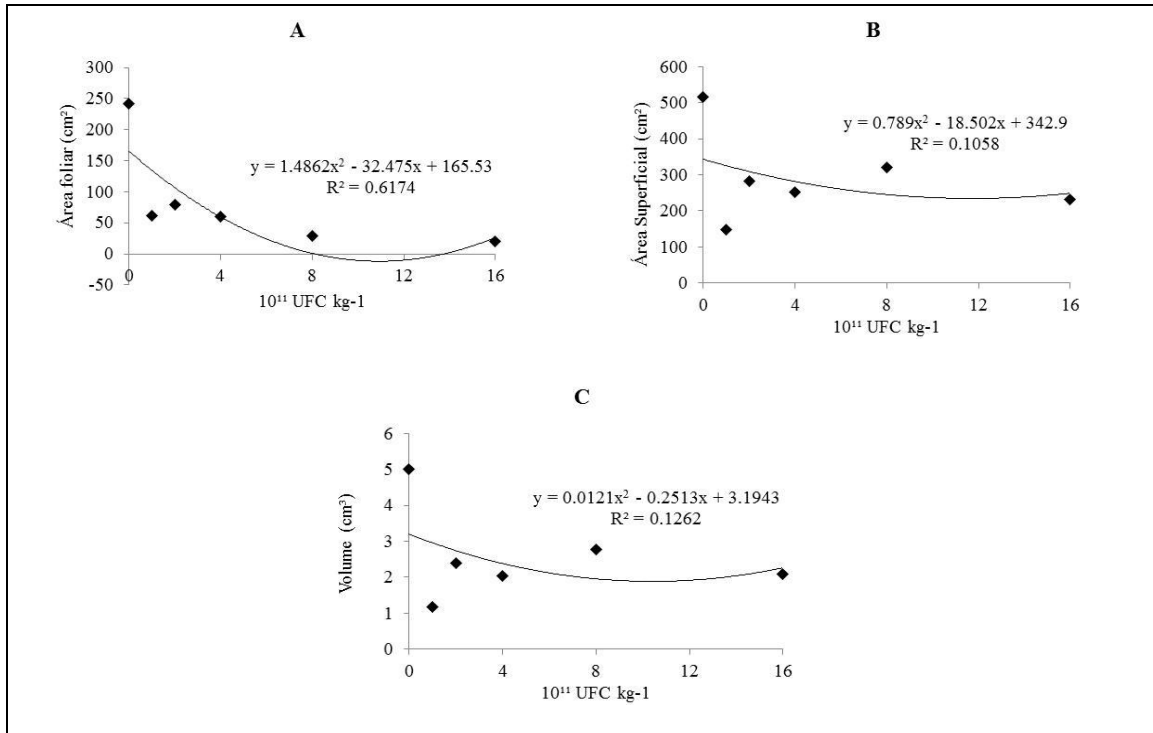 A
Área foliar (cm²)
300
250
200
150
100
50
0
-50
y = 1.4862x² - 32.475x + 165.53
R² = 0.6174
0 4 8 12 16
10¹¹ UFC kg-1
B
Área Superficial (cm²)
600
500
400
300
200
100
0
y = 0.789x² - 18.502x + 342.9
R² = 0.1058
0 4 8 12 16
10¹¹ UFC kg-1
C
Volume (cm³)
6
5
4
3
2
1
0
y = 0.0121x² - 0.2513x + 3.1943
R² = 0.1262
0 4 8 12 16
10¹¹ UFC kg-1